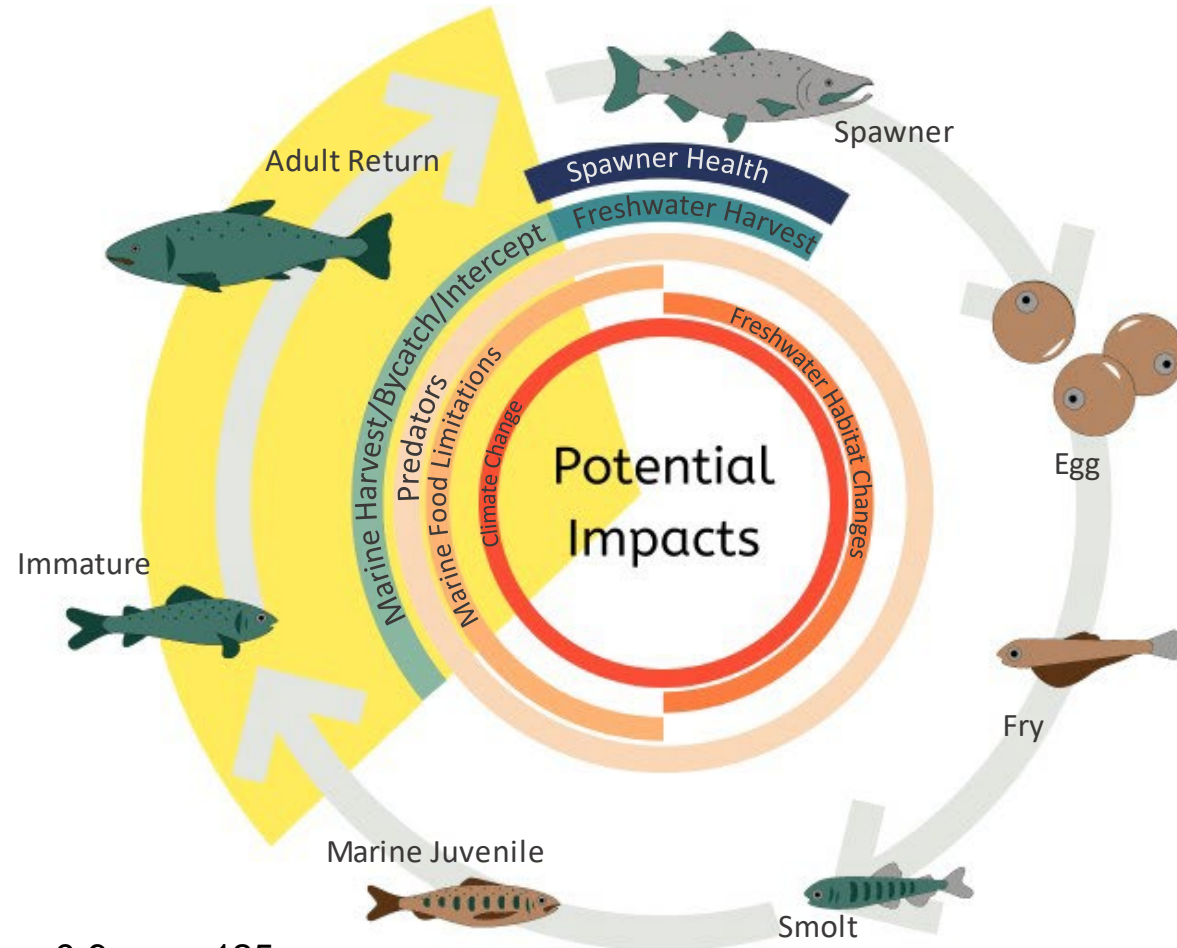 Spawner
Adult Return
Spawner Health
Freshwater Harvest
Marine Harvest/Bycatch/Intercept
Predators
Marine Food Limitations
Climate Change
Freshwater Habitat Changes
Potential
Impacts
Egg
Immature
Fry
Marine Juvenile
Smolt